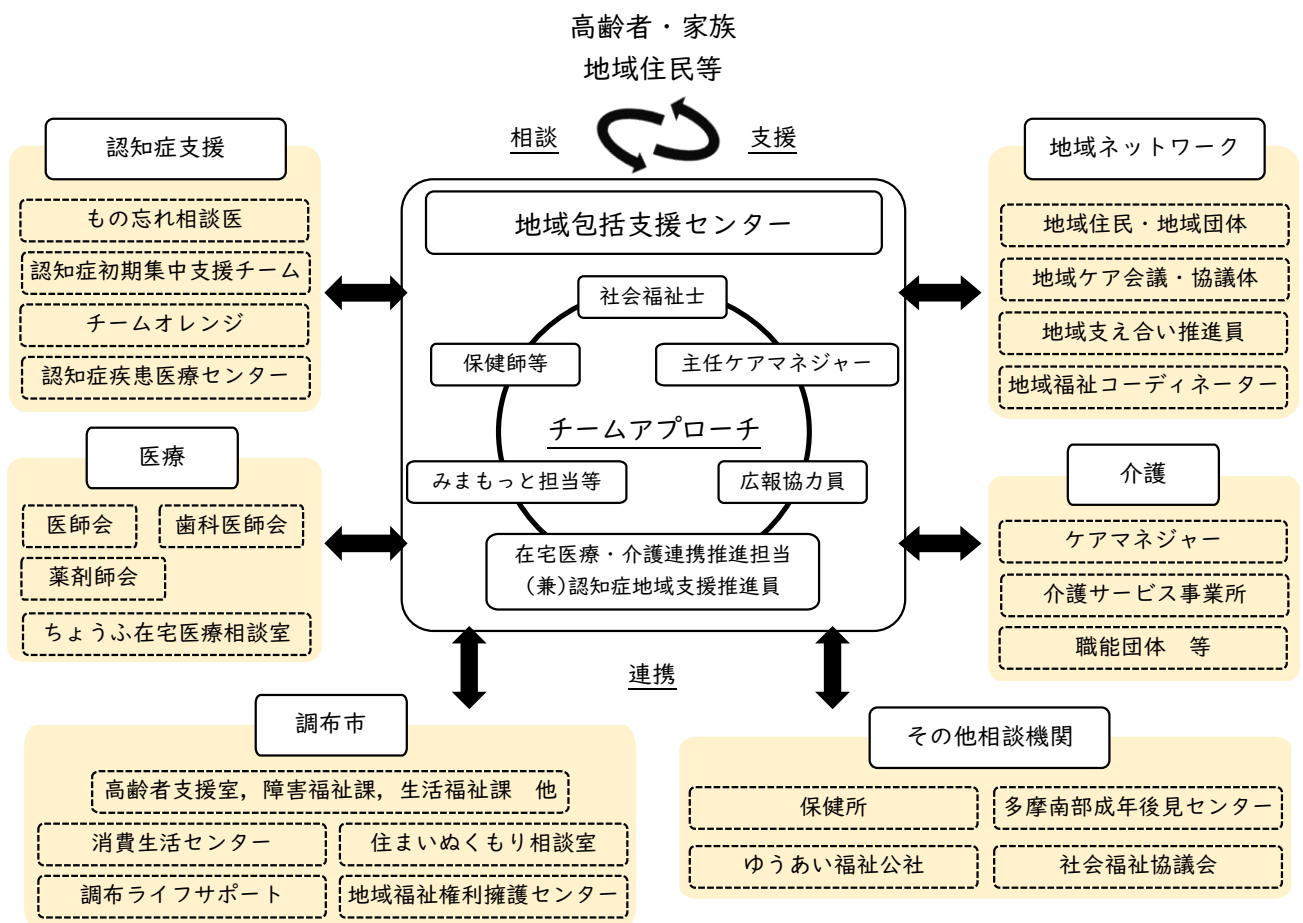 高齢者・家族
地域住民等
相談
支援
認知症支援
もの忘れ相談医
認知症初期集中支援チーム
チームオレンジ
認知症疾患医療センター
地域ネットワーク
地域住民・地域団体
地域ケア会議・協議体
地域支え合い推進員
地域福祉コーディネーター
地域包括支援センター
社会福祉士
保健師等
主任ケアマネジャー
チームアプローチ
みまもっと担当等
広報協力員
在宅医療・介護連携推進担当
(兼)認知症地域支援推進員
医療
医師会
歯科医師会
薬剤師会
ちょうふ在宅医療相談室
介護
ケアマネジャー
介護サービス事業所
職能団体　等
連携
調布市
高齢者支援室，障害福祉課，生活福祉課　他
消費生活センター
住まいぬくもり相談室
調布ライフサポート
地域福祉権利擁護センター
その他相談機関
保健所
多摩南部成年後見センター
ゆうあい福祉公社
社会福祉協議会